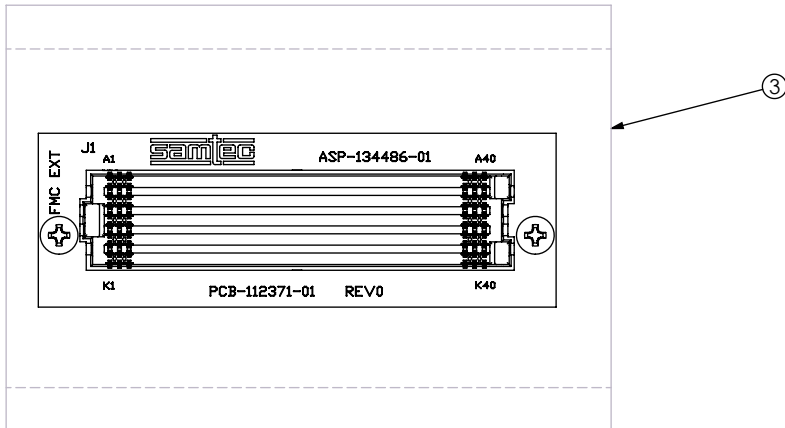 3
J1
samtec
A1
ASP-134486-01
A40
FMC EXT
K1
PCB-112371-01 REV0
K40